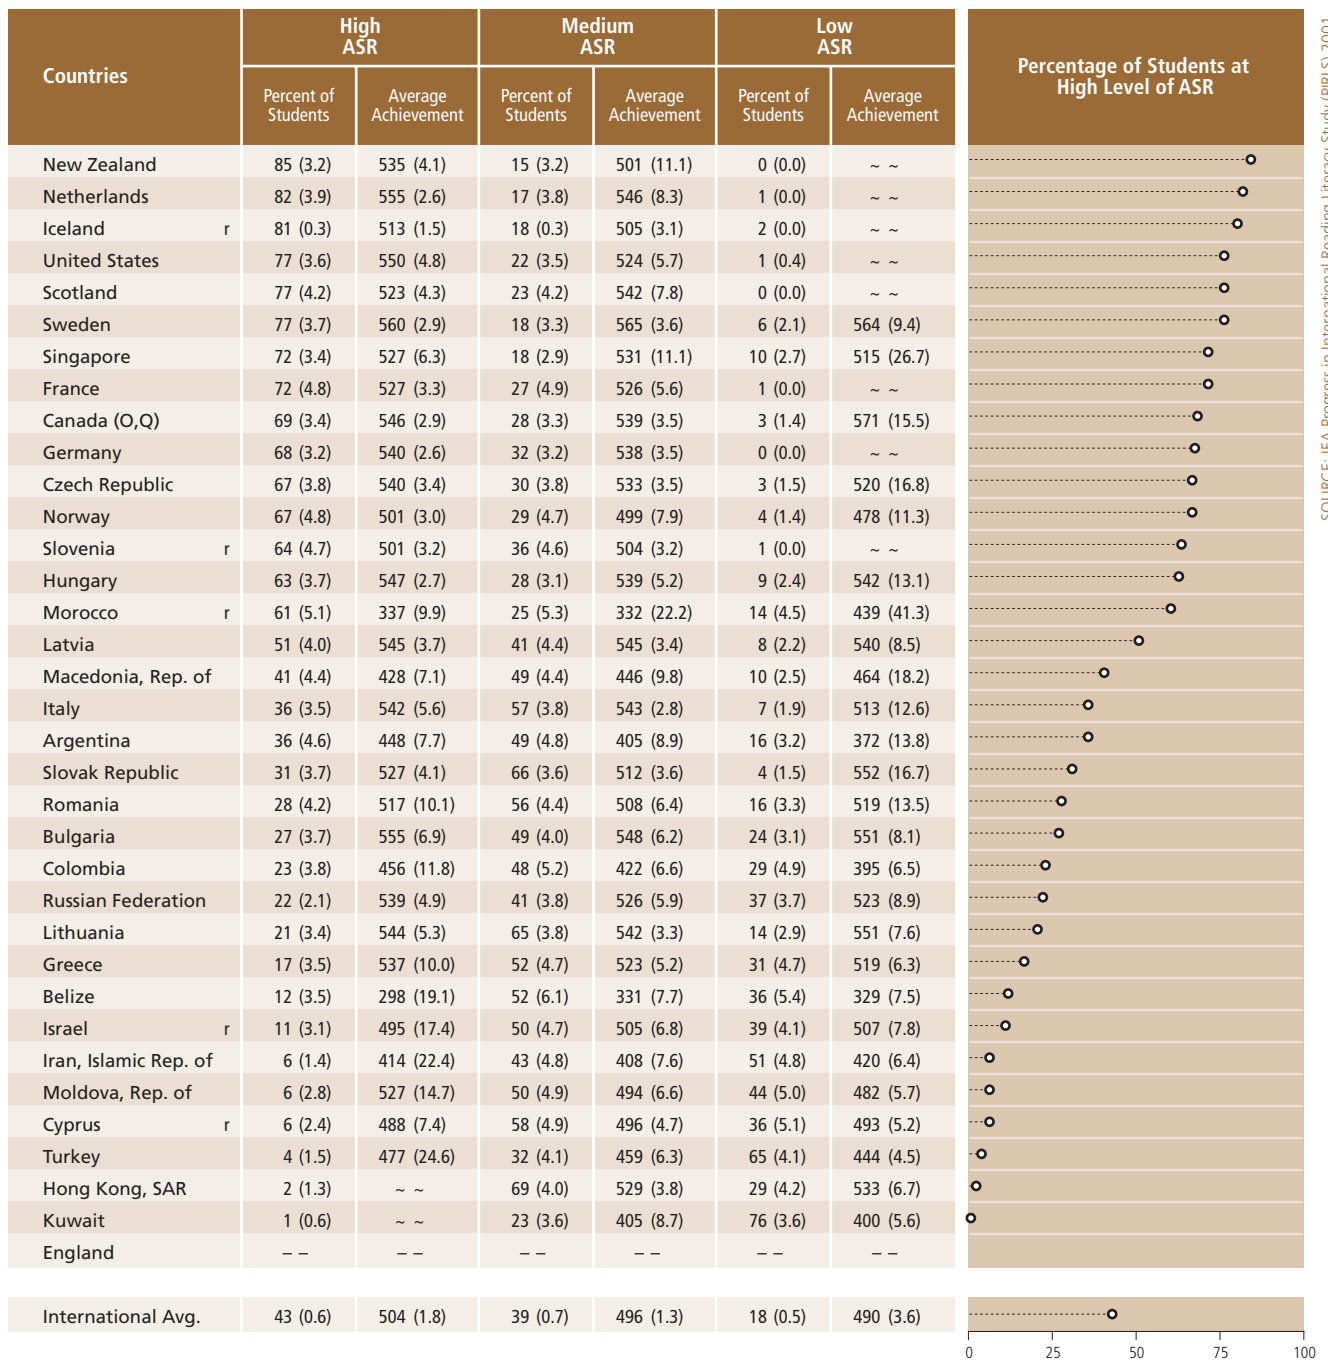 Countries
High
ASR
Medium
ASR
Low
ASR
Percent of
Students
Average
Achievement
Percent of
Students
Average
Achievement
Percent of
Students
Average
Achievement
Percentage of Students at
High Level of ASR
New Zealand 85 (3.2) 535 (4.1) 15 (3.2) 501 (11.1) 0 (0.0) ~ ~
Netherlands 82 (3.9) 555 (2.6) 17 (3.8) 546 (8.3) 1 (0.0) ~ ~
Iceland r 81 (0.3) 513 (1.5) 18 (0.3) 505 (3.1) 2 (0.0) ~ ~
United States 77 (3.6) 550 (4.8) 22 (3.5) 524 (5.7) 1 (0.4) ~ ~
Scotland 77 (4.2) 523 (4.3) 23 (4.2) 542 (7.8) 0 (0.0) ~ ~
Sweden 77 (3.7) 560 (2.9) 18 (3.3) 565 (3.6) 6 (2.1) 564 (9.4)
Singapore 72 (3.4) 527 (6.3) 18 (2.9) 531 (11.1) 10 (2.7) 515 (26.7)
France 72 (4.8) 527 (3.3) 27 (4.9) 526 (5.6) 1 (0.0) ~ ~
Canada (O,Q) 69 (3.4) 546 (2.9) 28 (3.3) 539 (3.5) 3 (1.4) 571 (15.5)
Germany 68 (3.2) 540 (2.6) 32 (3.2) 538 (3.5) 0 (0.0) ~ ~
Czech Republic 67 (3.8) 540 (3.4) 30 (3.8) 533 (3.5) 3 (1.5) 520 (16.8)
Norway 67 (4.8) 501 (3.0) 29 (4.7) 499 (7.9) 4 (1.4) 478 (11.3)
Slovenia r 64 (4.7) 501 (3.2) 36 (4.6) 504 (3.2) 1 (0.0) ~ ~
Hungary 63 (3.7) 547 (2.7) 28 (3.1) 539 (5.2) 9 (2.4) 542 (13.1)
Morocco r 61 (5.1) 337 (9.9) 25 (5.3) 332 (22.2) 14 (4.5) 439 (41.3)
Latvia 51 (4.0) 545 (3.7) 41 (4.4) 545 (3.4) 8 (2.2) 540 (8.5)
Macedonia, Rep. of 41 (4.4) 428 (7.1) 49 (4.4) 446 (9.8) 10 (2.5) 464 (18.2)
Italy 36 (3.5) 542 (5.6) 57 (3.8) 543 (2.8) 7 (1.9) 513 (12.6)
Argentina 36 (4.6) 448 (7.7) 49 (4.8) 405 (8.9) 16 (3.2) 372 (13.8)
Slovak Republic 31 (3.7) 527 (4.1) 66 (3.6) 512 (3.6) 4 (1.5) 552 (16.7)
Romania 28 (4.2) 517 (10.1) 56 (4.4) 508 (6.4) 16 (3.3) 519 (13.5)
Bulgaria 27 (3.7) 555 (6.9) 49 (4.0) 548 (6.2) 24 (3.1) 551 (8.1)
Colombia 23 (3.8) 456 (11.8) 48 (5.2) 422 (6.6) 29 (4.9) 395 (6.5)
Russian Federation 22 (2.1) 539 (4.9) 41 (3.8) 526 (5.9) 37 (3.7) 523 (8.9)
Lithuania 21 (3.4) 544 (5.3) 65 (3.8) 542 (3.3) 14 (2.9) 551 (7.6)
Greece 17 (3.5) 537 (10.0) 52 (4.7) 523 (5.2) 31 (4.7) 519 (6.3)
Belize 12 (3.5) 298 (19.1) 52 (6.1) 331 (7.7) 36 (5.4) 329 (7.5)
Israel r 11 (3.1) 495 (17.4) 50 (4.7) 505 (6.8) 39 (4.1) 507 (7.8)
Iran, Islamic Rep. of 6 (1.4) 414 (22.4) 43 (4.8) 408 (7.6) 51 (4.8) 420 (6.4)
Moldova, Rep. of 6 (2.8) 527 (14.7) 50 (4.9) 494 (6.6) 44 (5.0) 482 (5.7)
Cyprus r 6 (2.4) 488 (7.4) 58 (4.9) 496 (4.7) 36 (5.1) 493 (5.2)
Turkey 4 (1.5) 477 (24.6) 32 (4.1) 459 (6.3) 65 (4.1) 444 (4.5)
Hong Kong, SAR 2 (1.3) ~ ~ 69 (4.0) 529 (3.8) 29 (4.2) 533 (6.7)
Kuwait 1 (0.6) ~ ~ 23 (3.6) 405 (8.7) 76 (3.6) 400 (5.6)
England – – – – – – – – – – – –
International Avg. 43 (0.6) 504 (1.8) 39 (0.7) 496 (1.3) 18 (0.5) 490 (3.6)
0 25 50 75 100
SOURCE: IEA Progress in International Reading Literacy Study (PIRLS) 2001